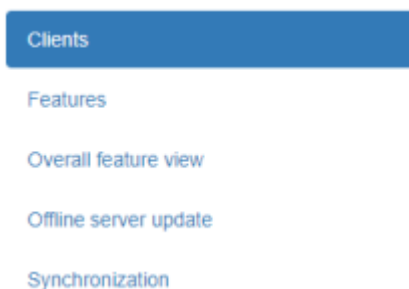 Clients
Features
Overall feature view
Offline server update
Synchronization